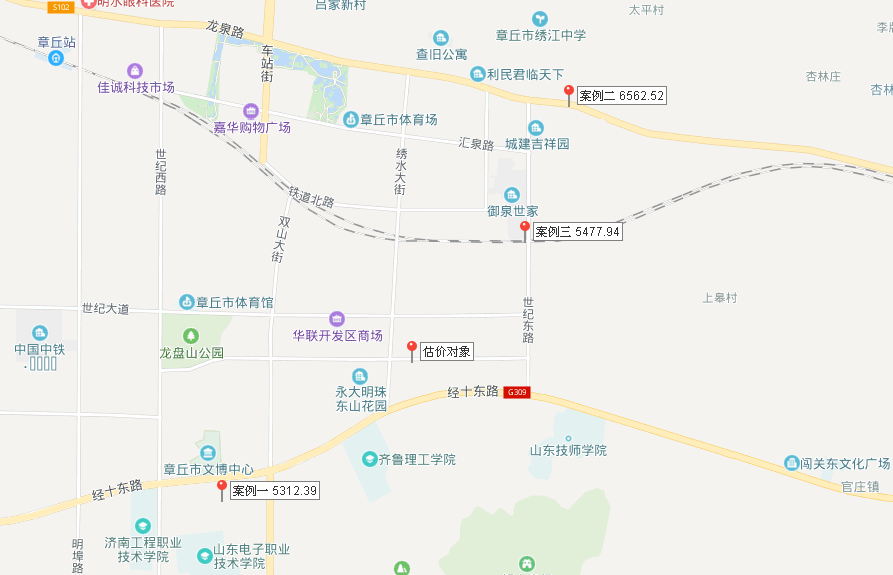 S102
明水眼科医院
吕家新村
太平村
龙泉路
章丘市绣江中学
章丘站
车站街
查旧公寓
利民君临天下
杏林庄
佳诚科技市场
案例二 6562.52
嘉华购物广场
章丘市体育场
汇泉路
城建吉祥园
世纪西路
绣水大街
铁道北路
御泉世家
双山大街
案例三 5477.94
章丘市体育馆
世纪大道
上皋村
世纪东路
中国中铁
华联开发区商场
龙盘山公园
估价对象
永大明珠
东山花园
经十东路
G309
章丘市文博中心
齐鲁理工学院
山东技师学院
闯关东文化广场
官庄镇
经十东路
案例一 5312.39
济南工程职业
技术学院
山东电子职业
技术学院
明埠路